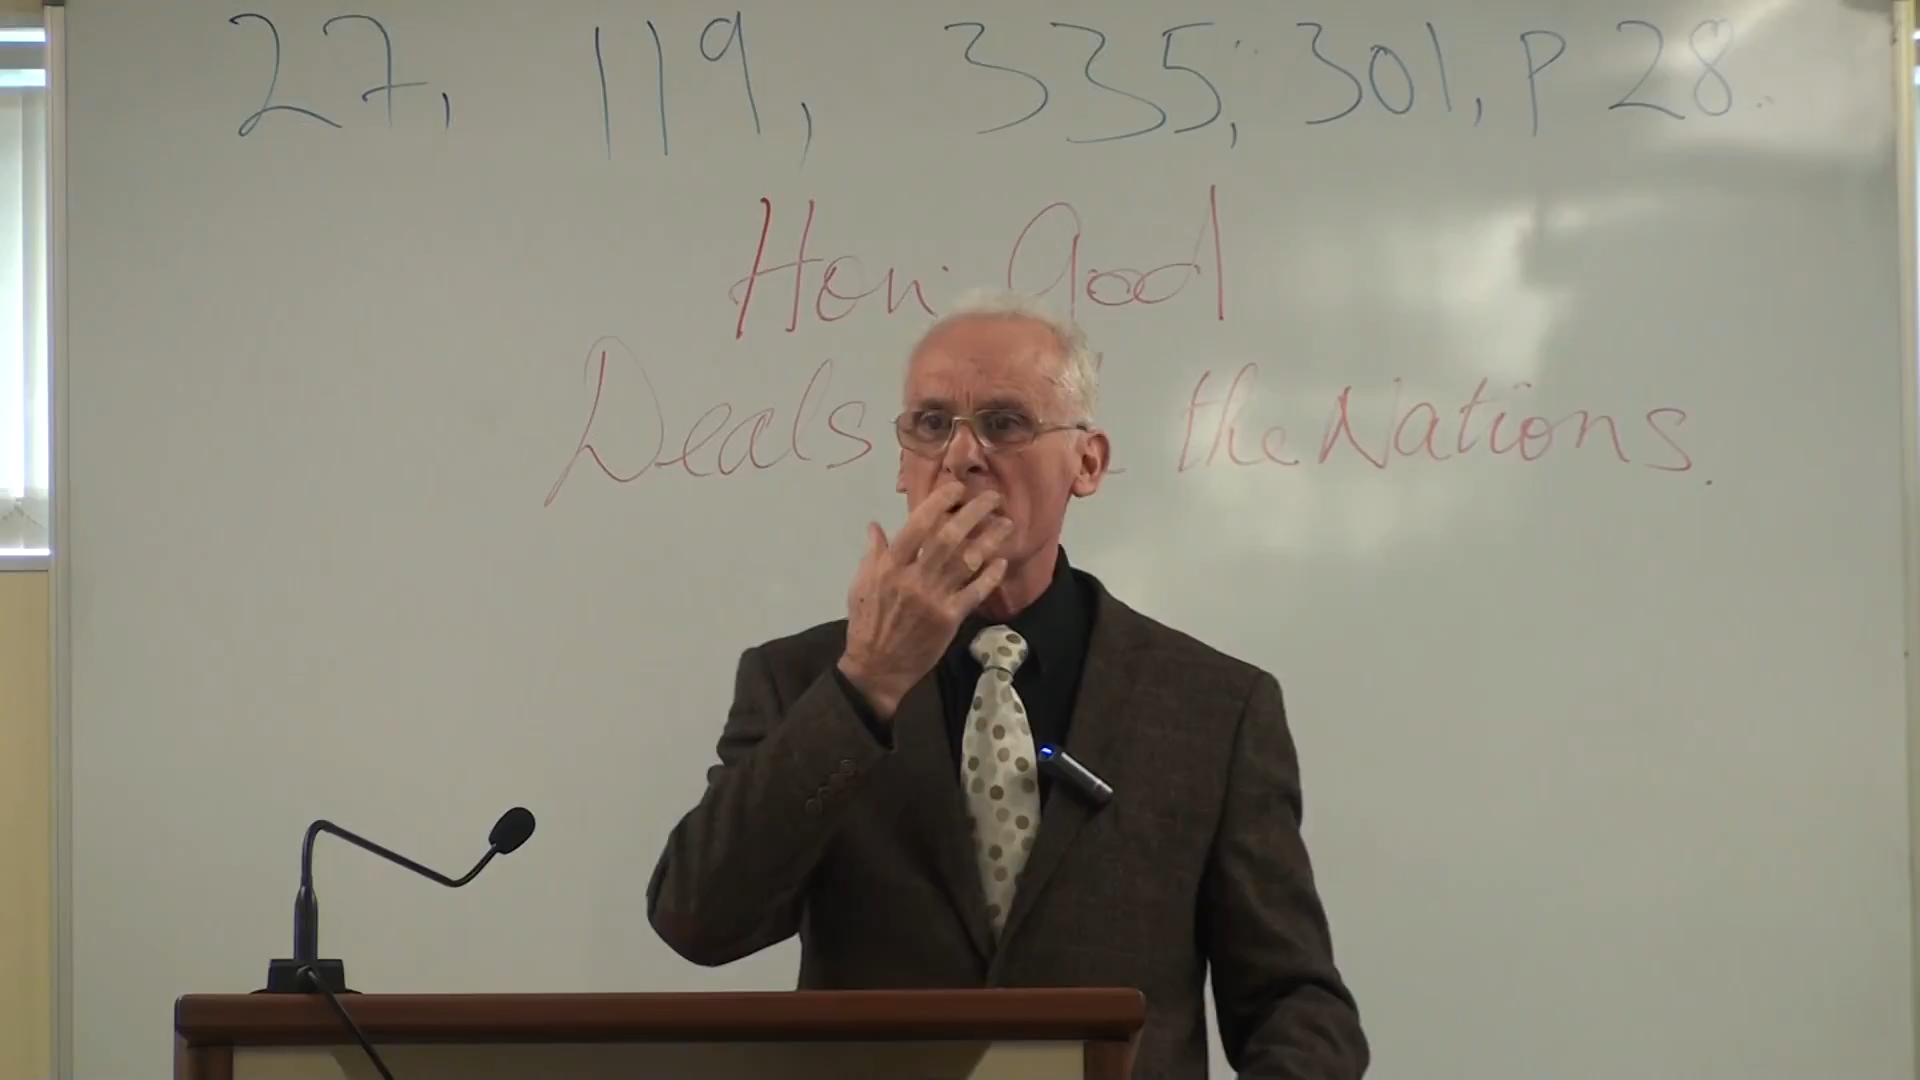 27, 119, 335; 301, P 28.
How God
Deals the Nations.